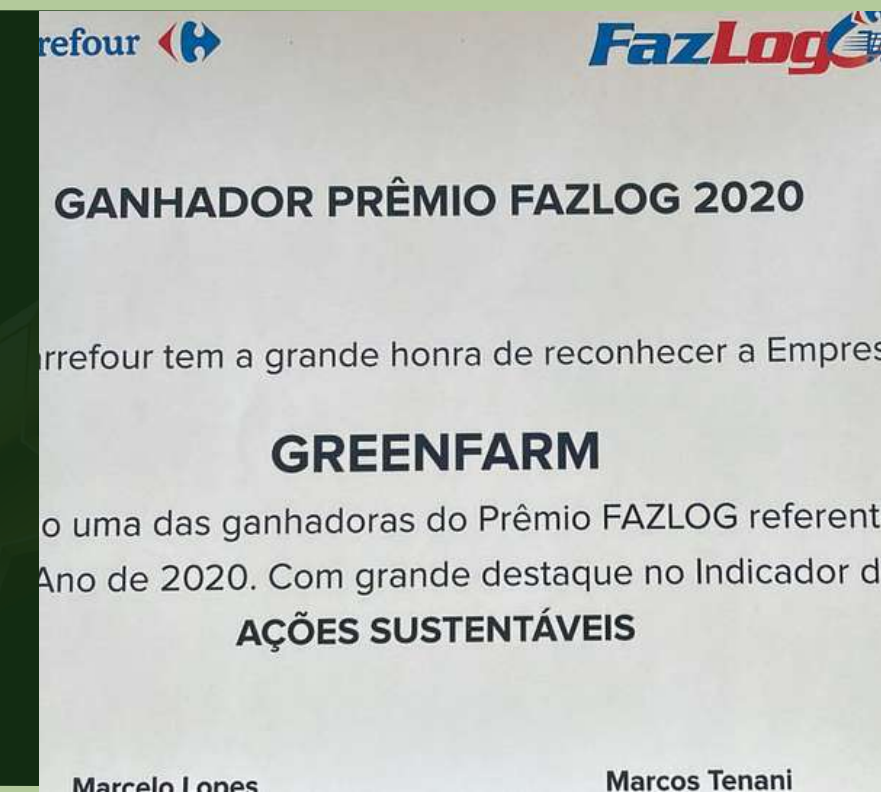 refour
FazLog
GANHADOR PRÊMIO FAZLOG 2020
rrefour tem a grande honra de reconhecer a Empres
GREENFARM
o uma das ganhadoras do Prêmio FAZLOG referent
Ano de 2020. Com grande destaque no Indicador d
AÇÕES SUSTENTÁVEIS
Marcelo Lopes
Marcos Tenani